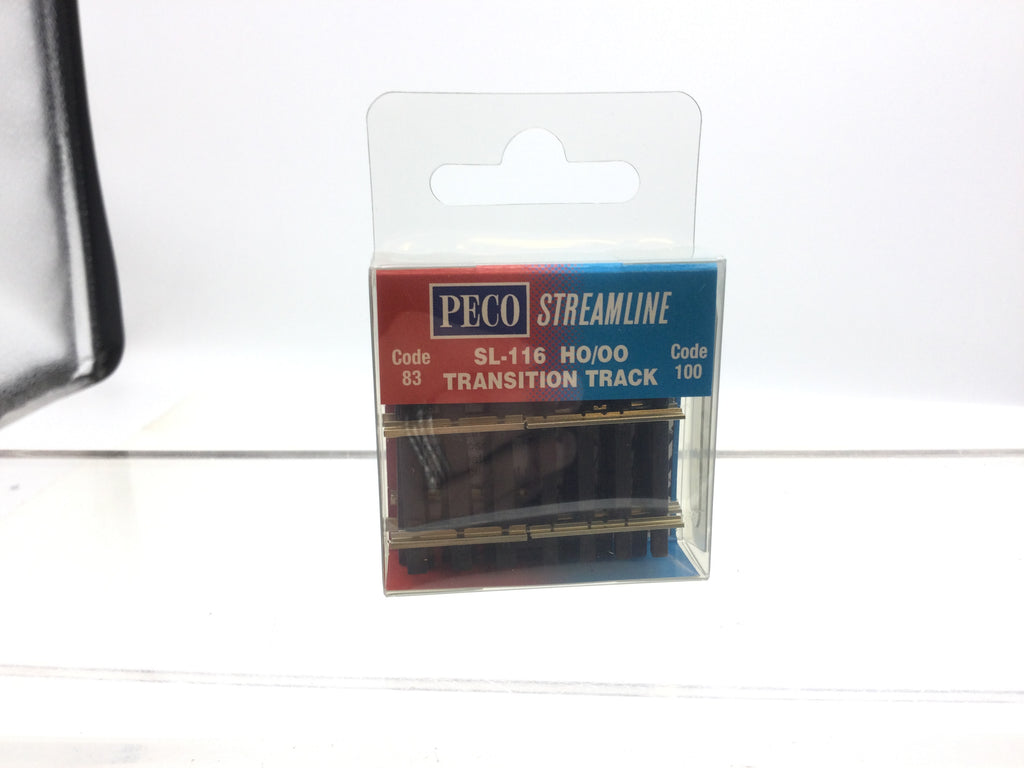 PECO STREAMLINE
Code 83
SL-116 HO/OO
TRANSITION TRACK
Code 100